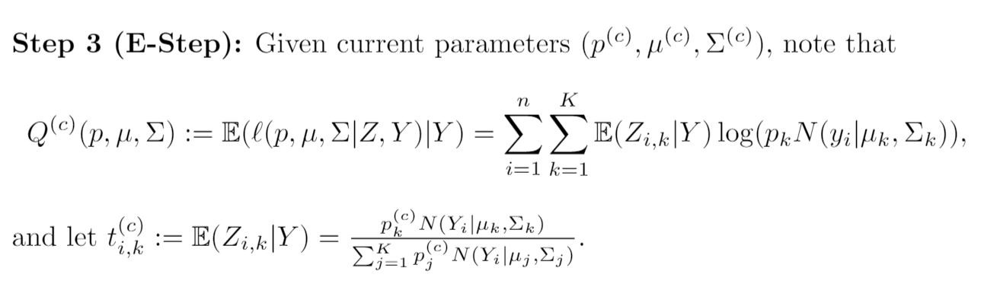 **Step 3 (E-Step):** Given current parameters $(p^{(c)}, \mu^{(c)}, \Sigma^{(c)})$, note that
$$Q^{(c)}(p, \mu, \Sigma) := \mathbb{E}(\ell(p, \mu, \Sigma|Z, Y)|Y) = \sum_{i=1}^{n} \sum_{k=1}^{K} \mathbb{E}(Z_{i,k}|Y) \log(p_k N(y_i|\mu_k, \Sigma_k)),$$
and let $t_{i,k}^{(c)} := \mathbb{E}(Z_{i,k}|Y) = \frac{p_k^{(c)} N(Y_i|\mu_k, \Sigma_k)}{\sum_{j=1}^{K} p_j^{(c)} N(Y_i|\mu_j, \Sigma_j)}.$